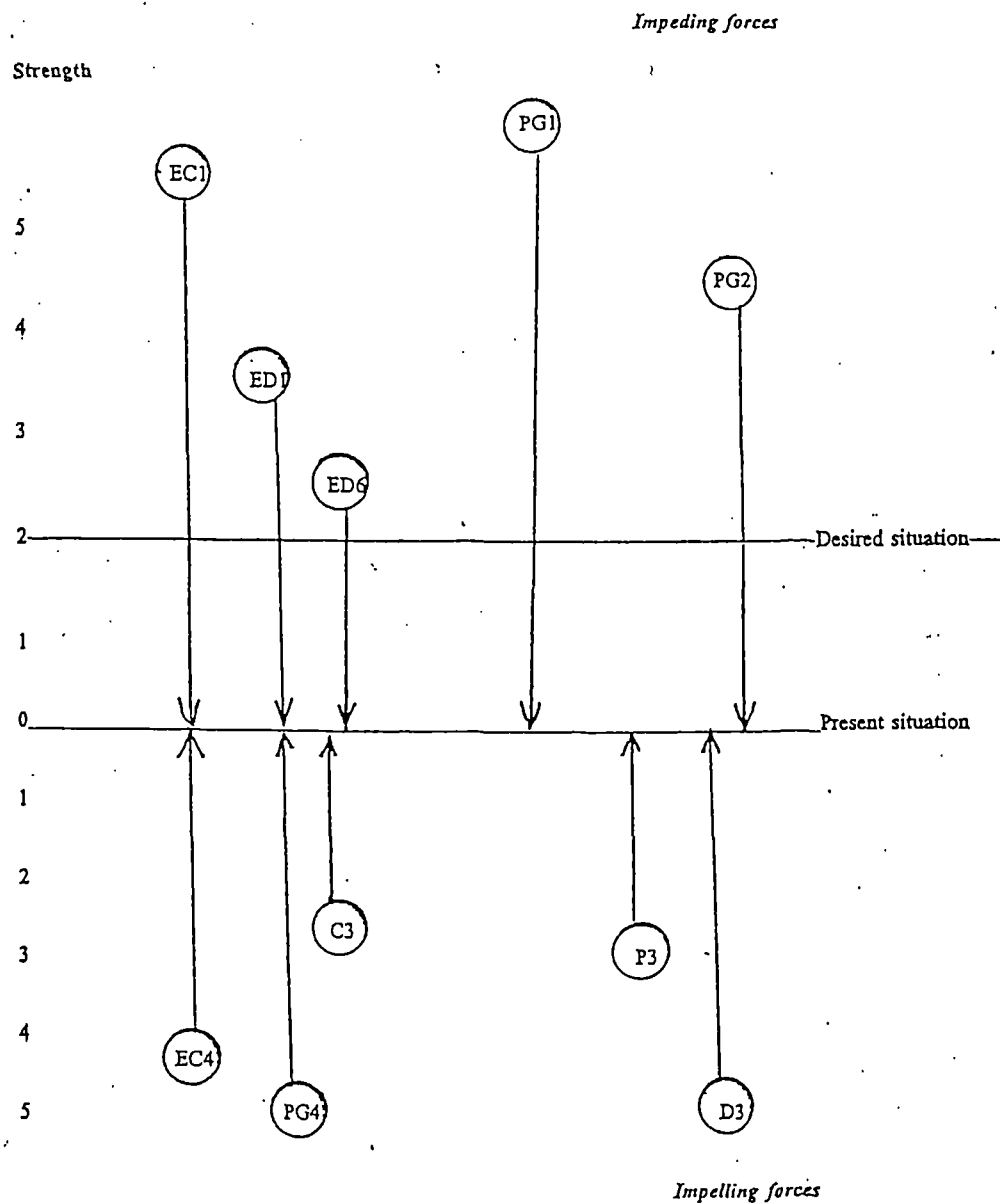 Impeding forces
Strength
PG1
EC1
5
PG2
4
ED1
3
ED6
2 Desired situation
1
0 Present situation
1
2
C3
3 P3
4
EC4
5 PG4 D3
Impelling forces